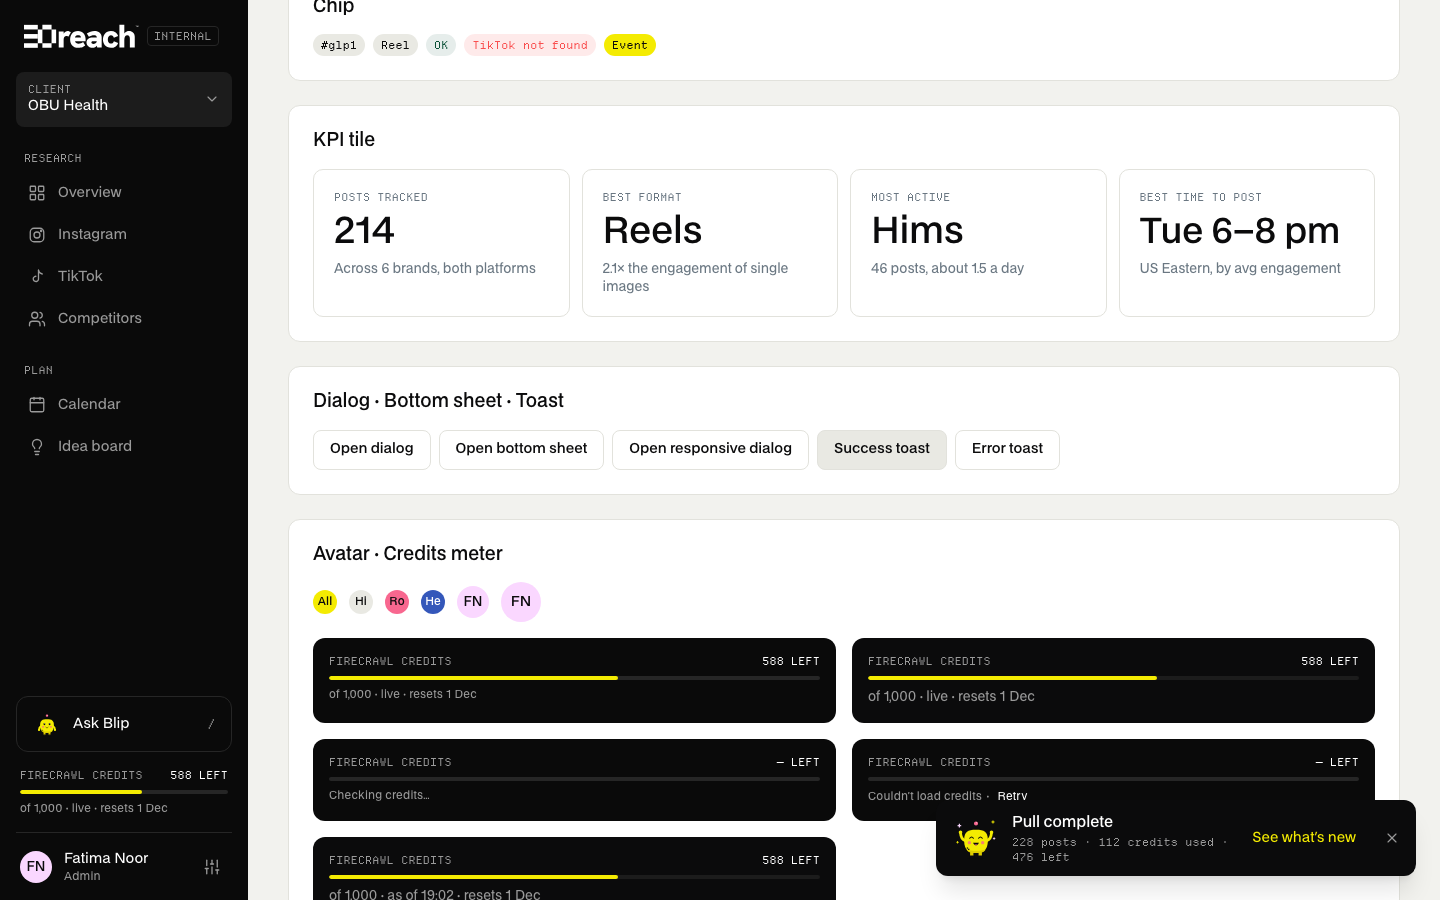 reach
INTERNAL
CLIENT
OBU Health
RESEARCH
Overview
Instagram
TikTok
Competitors
PLAN
Calendar
Idea board
Ask Blip
/
FIRECRAWL CREDITS 588 LEFT
of 1,000 · live · resets 1 Dec
FN
Fatima Noor
Admin
Chip
#glp1 Reel OK TikTok not found Event
KPI tile
POSTS TRACKED
214
Across 6 brands, both platforms
BEST FORMAT
Reels
2.1× the engagement of single
images
MOST ACTIVE
Hims
46 posts, about 1.5 a day
BEST TIME TO POST
Tue 6–8 pm
US Eastern, by avg engagement
Dialog · Bottom sheet · Toast
Open dialog Open bottom sheet Open responsive dialog Success toast Error toast
Avatar · Credits meter
All Hi Ro He FN FN
FIRECRAWL CREDITS 588 LEFT
of 1,000 · live · resets 1 Dec
FIRECRAWL CREDITS 588 LEFT
of 1,000 · live · resets 1 Dec
FIRECRAWL CREDITS — LEFT
Checking credits…
FIRECRAWL CREDITS — LEFT
Couldn't load credits · Retry
FIRECRAWL CREDITS 588 LEFT
of 1,000 · as of 19:02 · resets 1 Dec
Pull complete
228 posts · 112 credits used ·
476 left
See what's new